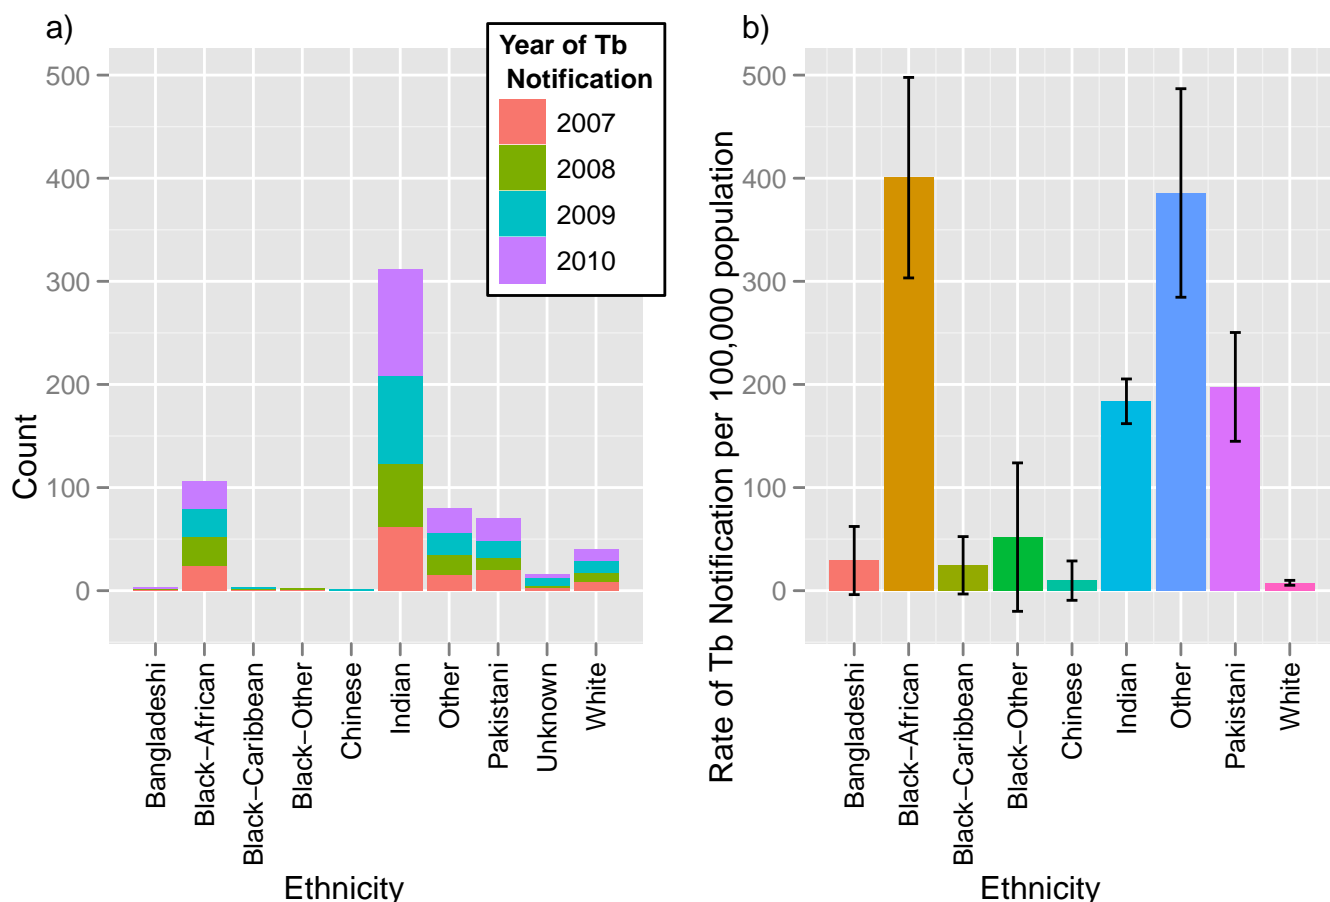 a)
Count
500
400
300
200
100
0
Year of Tb
Notification
2007
2008
2009
2010
Bangladeshi
Black−African
Black−Caribbean
Black−Other
Chinese
Indian
Other
Pakistani
Unknown
White
Ethnicity
b)
Rate of Tb Notification per 100,000 population
500
400
300
200
100
0
Bangladeshi
Black−African
Black−Caribbean
Black−Other
Chinese
Indian
Other
Pakistani
White
Ethnicity